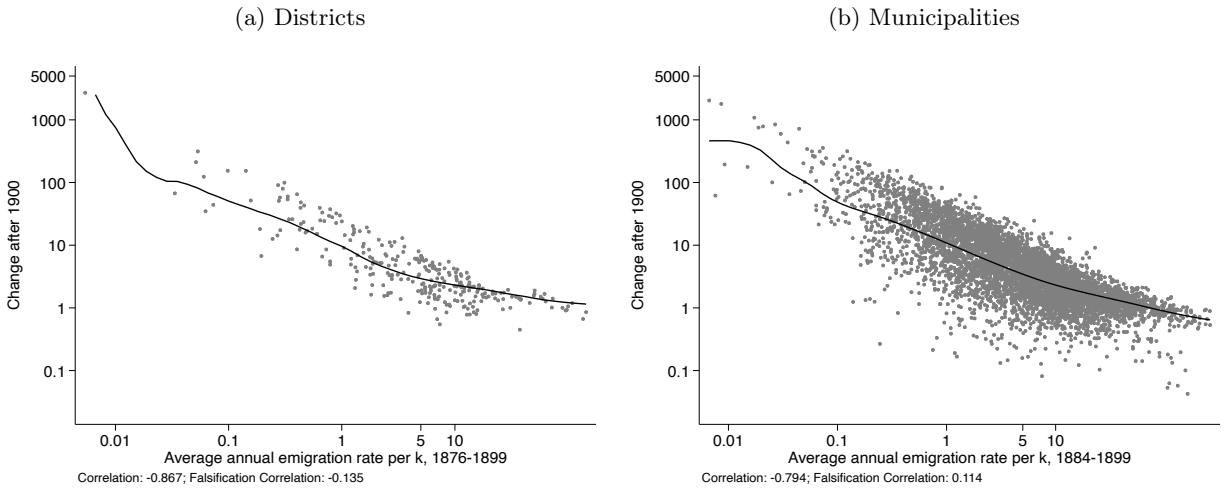 (a) Districts
5000
1000
100
10
1
0.1
Change after 1900
0.01 0.1 1 5 10
Average annual emigration rate per k, 1876-1899
Correlation: -0.867; Falsification Correlation: -0.135
(b) Municipalities
5000
1000
100
10
1
0.1
Change after 1900
0.01 0.1 1 5 10
Average annual emigration rate per k, 1884-1899
Correlation: -0.794; Falsification Correlation: 0.114